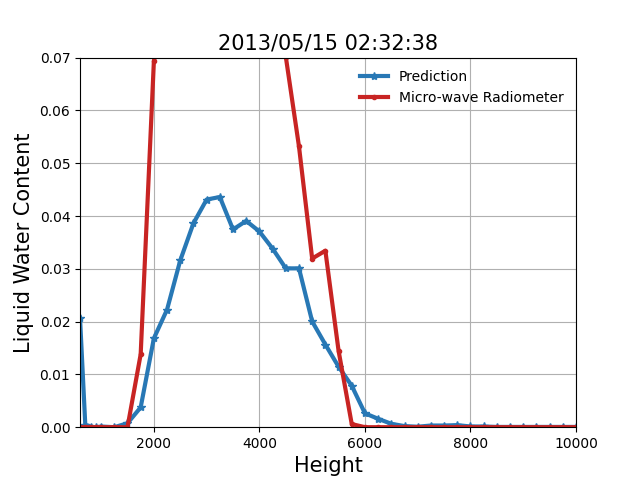 2013/05/15 02:32:38
Prediction
Micro-wave Radiometer
Liquid Water Content
0.07
0.06
0.05
0.04
0.03
0.02
0.01
0.00
2000 4000 6000 8000 10000
Height